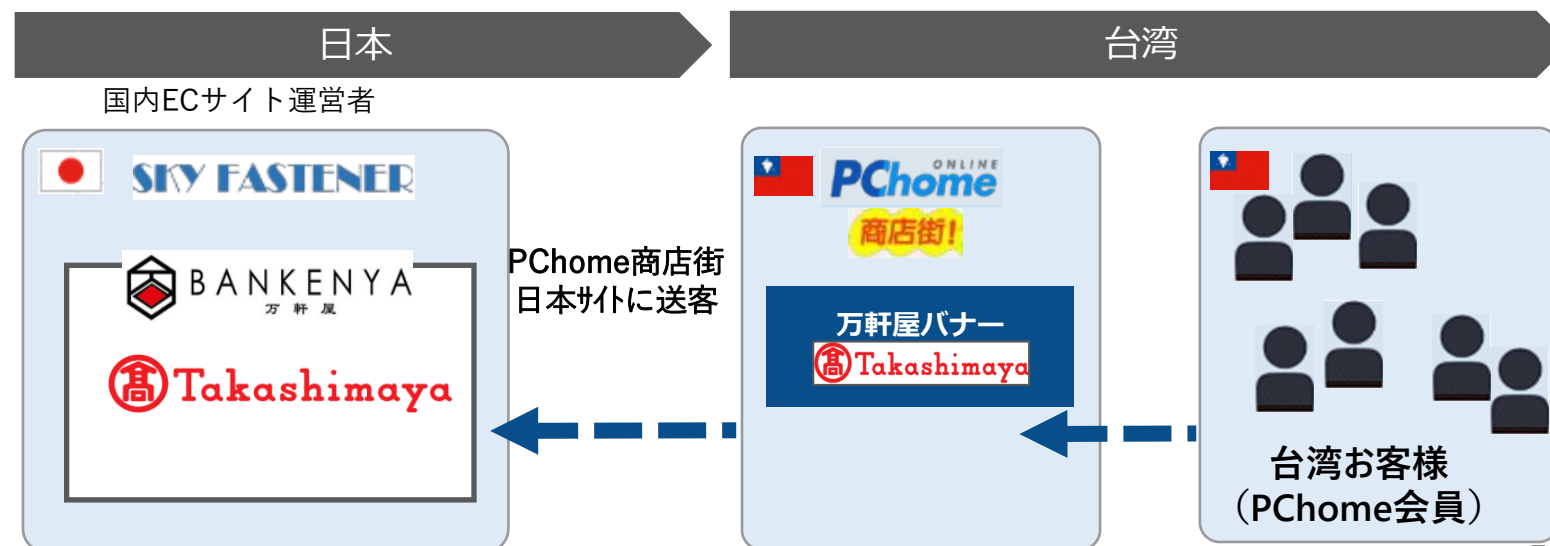 日本
台湾
国内ECサイト運営者
SKY FASTENER
BANKENYA
万軒屋
髙 Takashimaya
PChome商店街
日本サイトに送客
ONLINE
PChome
商店街!
万軒屋バナー
髙 Takashimaya
台湾お客様
（PChome会員）